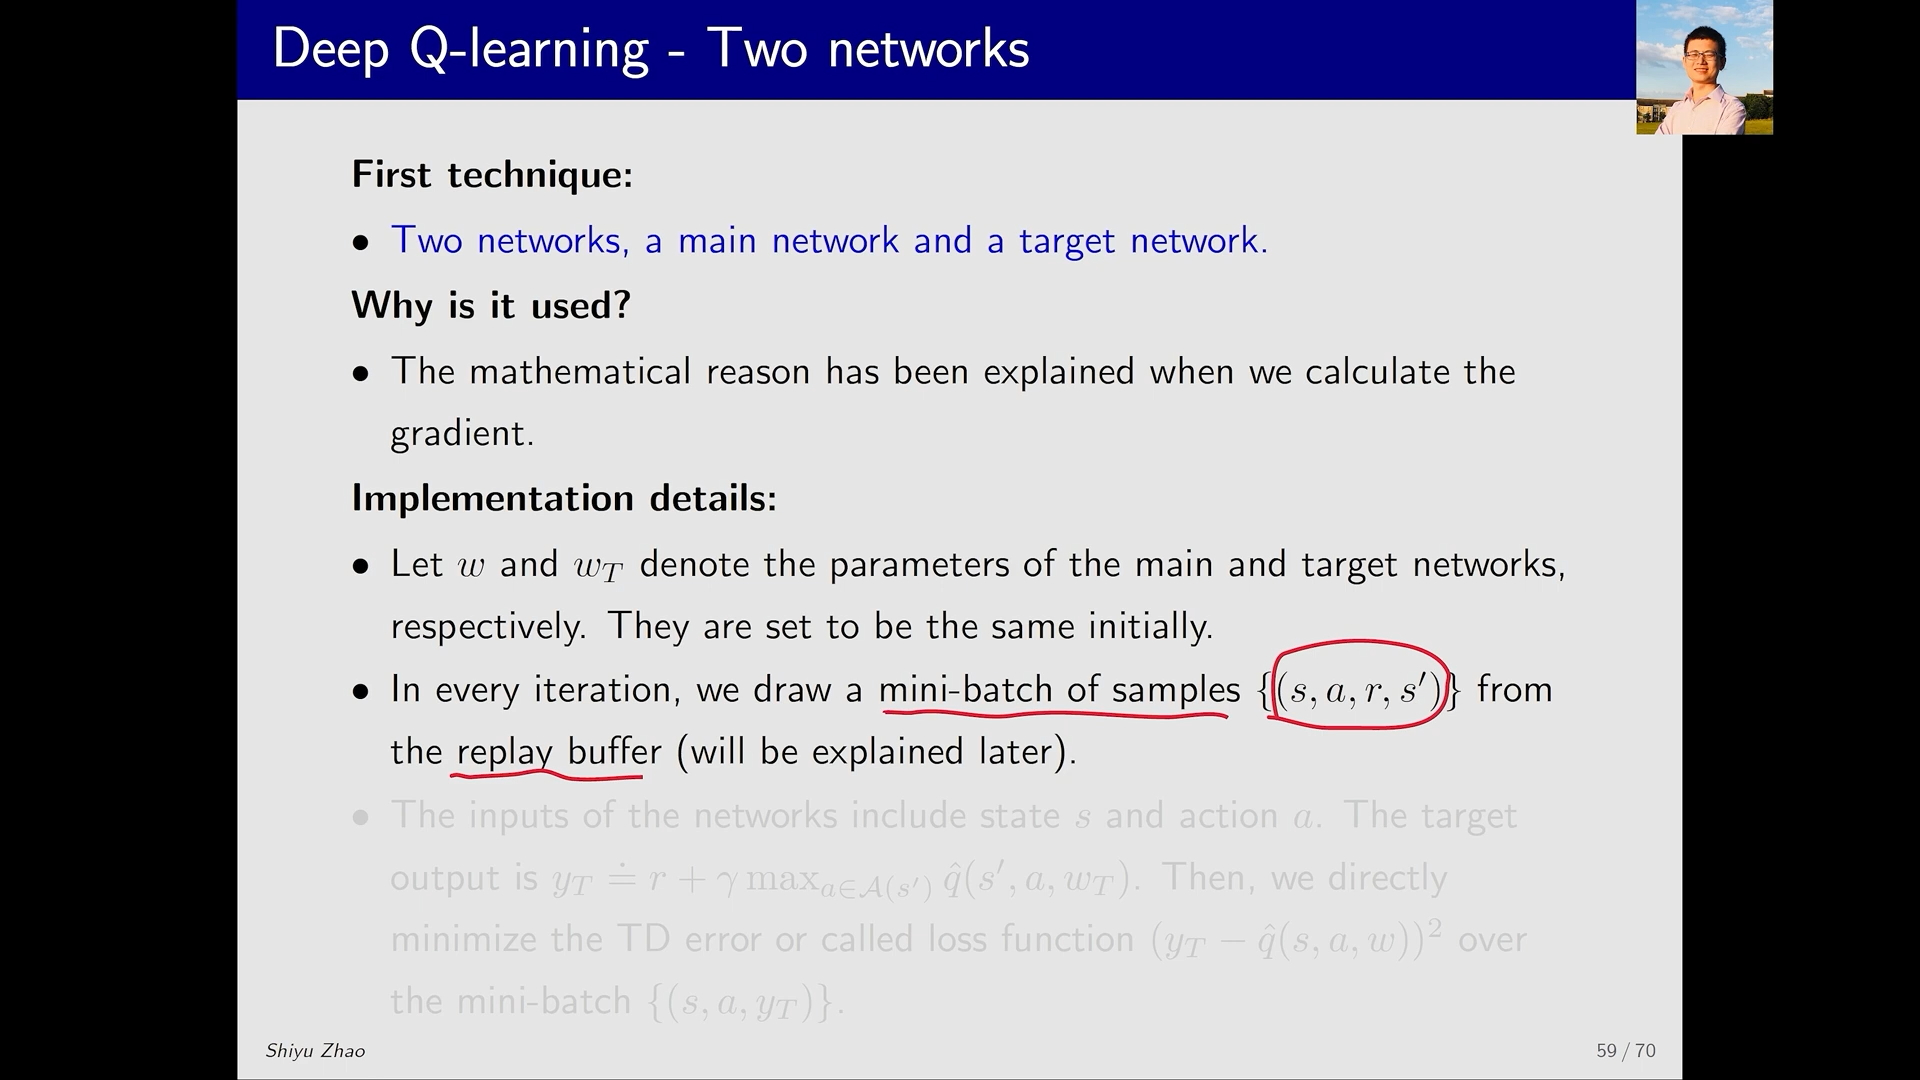 Deep Q-learning - Two networks
First technique:
• Two networks, a main network and a target network.
Why is it used?
• The mathematical reason has been explained when we calculate the
gradient.
Implementation details:
• Let w and w_T denote the parameters of the main and target networks,
respectively. They are set to be the same initially.
• In every iteration, we draw a mini-batch of samples {(s, a, r, s′)} from
the replay buffer (will be explained later).
• The inputs of the networks include state s and action a. The target
output is y_T ≐ r + γ max_{a∈𝒜(s′)} q̂(s′, a, w_T). Then, we directly
minimize the TD error or called loss function (y_T − q̂(s, a, w))² over
the mini-batch {(s, a, y_T)}.
Shiyu Zhao
59 / 70